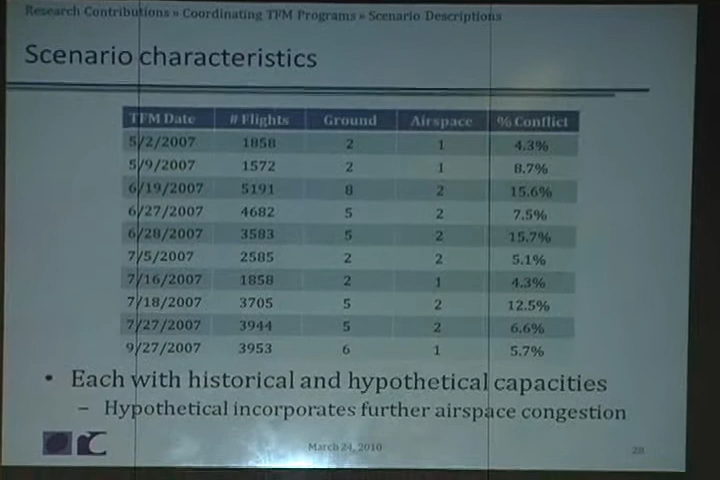 Research Contributions » Coordinating TFM Programs » Scenario Descriptions
Scenario characteristics
TFM Date # Flights Ground Airspace % Conflict
5/2/2007 1858 2 1 4.3%
5/9/2007 1572 2 1 8.7%
6/19/2007 5191 8 2 15.6%
6/27/2007 4682 5 2 7.5%
6/28/2007 3583 5 2 15.7%
7/5/2007 2585 2 2 5.1%
7/16/2007 1858 2 1 4.3%
7/18/2007 3705 5 2 12.5%
7/27/2007 3944 5 2 6.6%
9/27/2007 3953 6 1 5.7%
• Each with historical and hypothetical capacities
– Hypothetical incorporates further airspace congestion
March 24, 2010
28